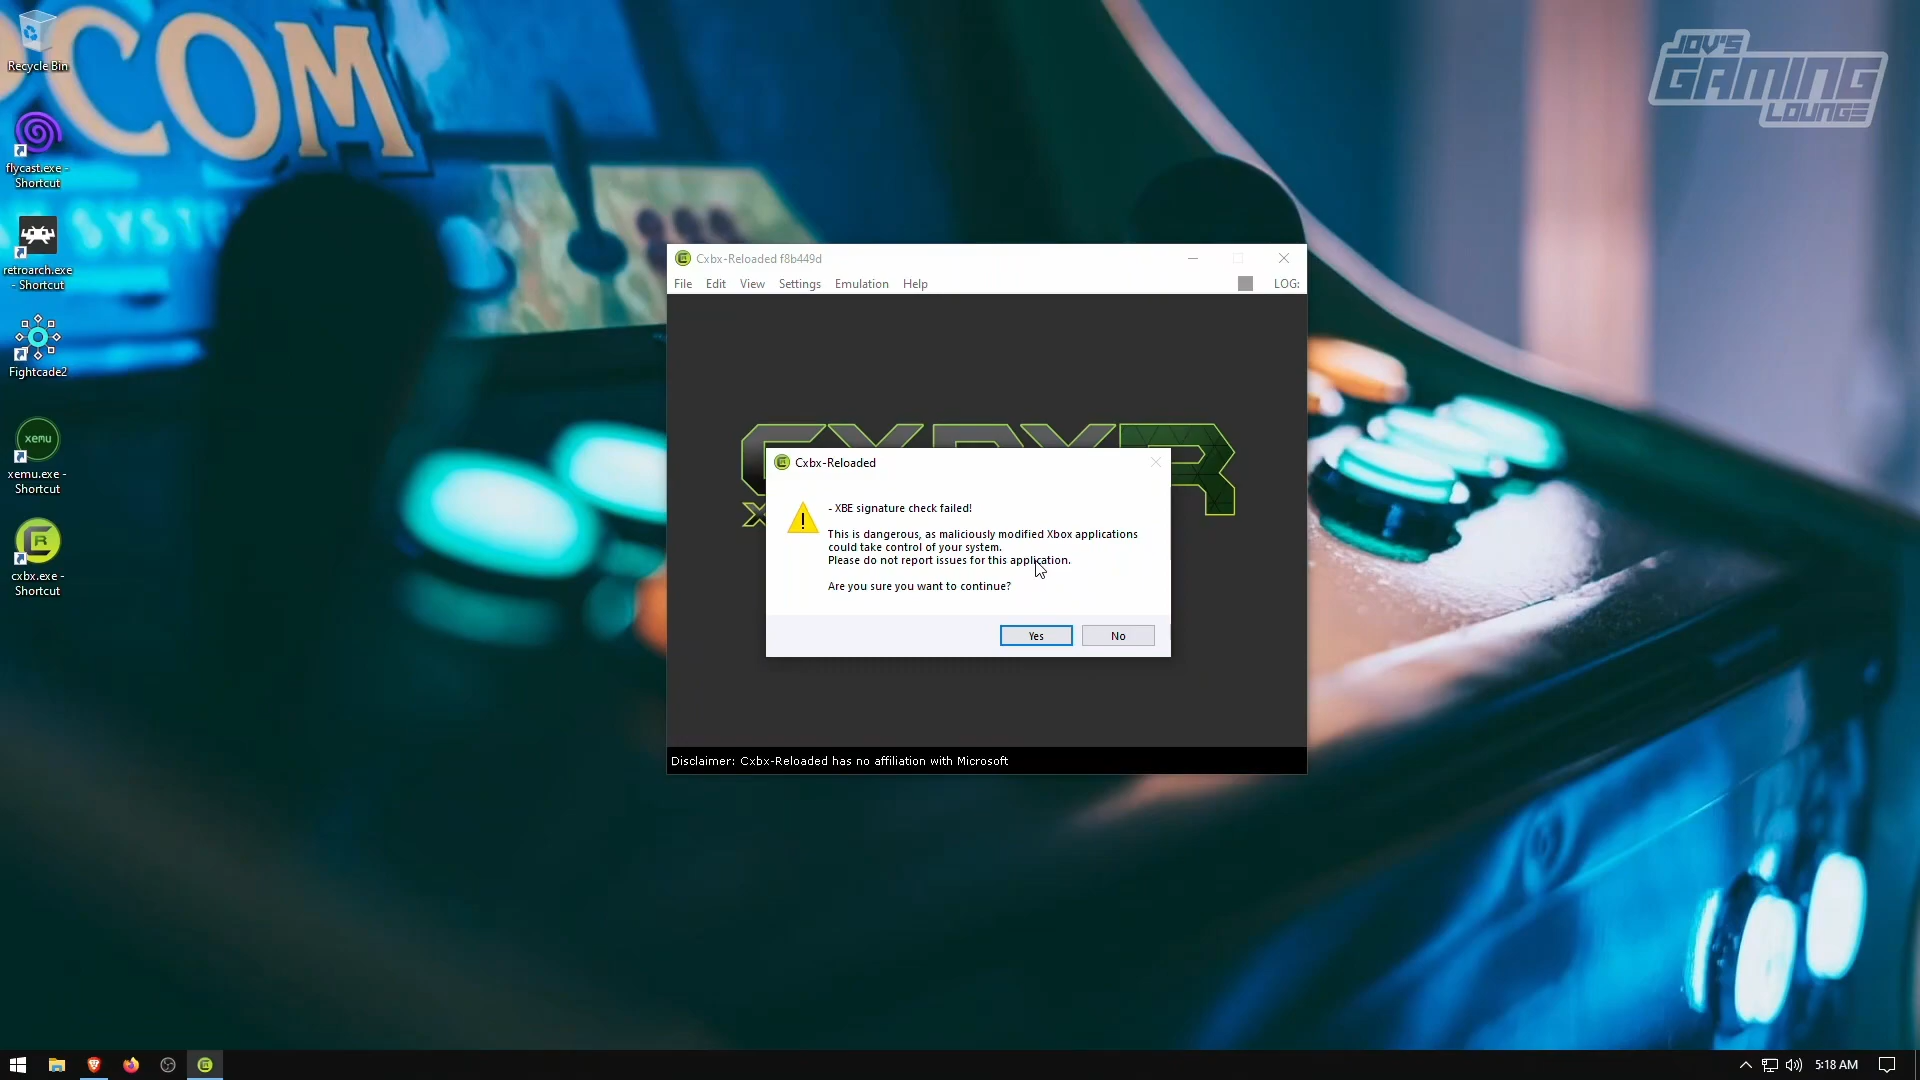 COM
SYST
JOV'S
GAMING
LOUNGE
Recycle Bin
flycast.exe -
Shortcut
retroarch.exe
- Shortcut
Fightcade2
xemu
xemu.exe -
Shortcut
cxbx.exe -
Shortcut
Cxbx-Reloaded f8b449d
File Edit View Settings Emulation Help LOG:
Cxbx-Reloaded
- XBE signature check failed!
This is dangerous, as maliciously modified Xbox applications
could take control of your system.
Please do not report issues for this application.
Are you sure you want to continue?
Yes No
Disclaimer: Cxbx-Reloaded has no affiliation with Microsoft
5:18 AM